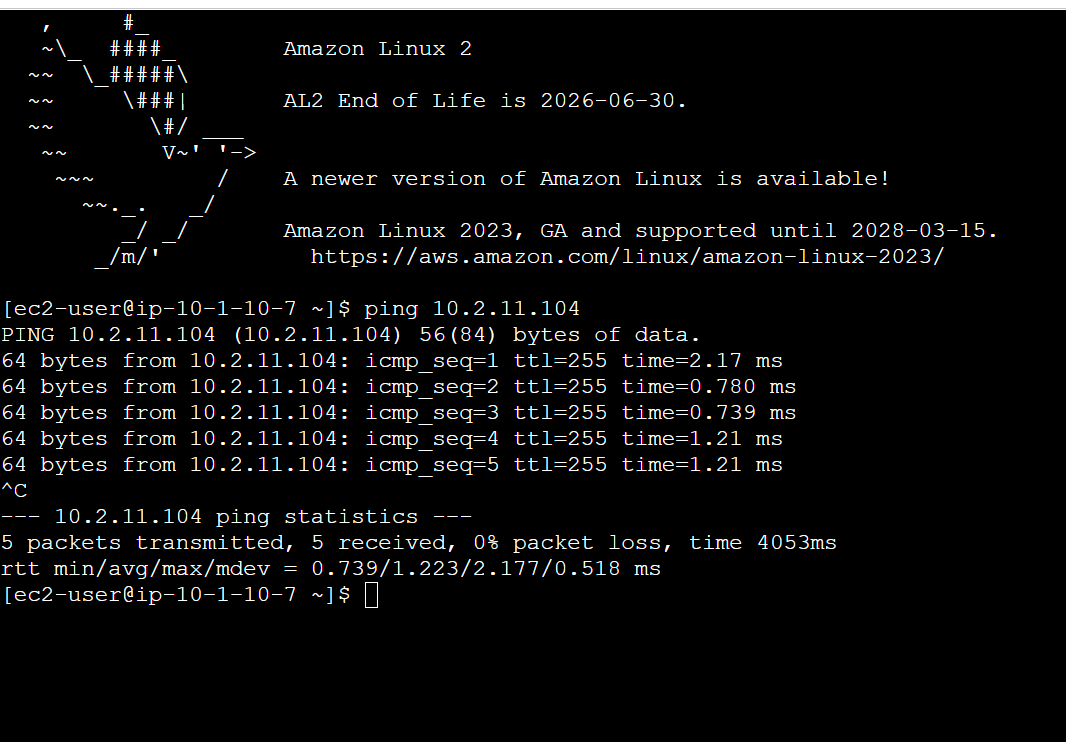 ,     #_
   ~\_  ####_        Amazon Linux 2
  ~~  \_#####\
  ~~     \###|       AL2 End of Life is 2026-06-30.
  ~~       \#/ ___
   ~~       V~' '->
    ~~~         /    A newer version of Amazon Linux is available!
      ~~._.   _/
         _/ _/       Amazon Linux 2023, GA and supported until 2028-03-15.
       _/m/'           https://aws.amazon.com/linux/amazon-linux-2023/
[ec2-user@ip-10-1-10-7 ~]$ ping 10.2.11.104
PING 10.2.11.104 (10.2.11.104) 56(84) bytes of data.
64 bytes from 10.2.11.104: icmp_seq=1 ttl=255 time=2.17 ms
64 bytes from 10.2.11.104: icmp_seq=2 ttl=255 time=0.780 ms
64 bytes from 10.2.11.104: icmp_seq=3 ttl=255 time=0.739 ms
64 bytes from 10.2.11.104: icmp_seq=4 ttl=255 time=1.21 ms
64 bytes from 10.2.11.104: icmp_seq=5 ttl=255 time=1.21 ms
^C
--- 10.2.11.104 ping statistics ---
5 packets transmitted, 5 received, 0% packet loss, time 4053ms
rtt min/avg/max/mdev = 0.739/1.223/2.177/0.518 ms
[ec2-user@ip-10-1-10-7 ~]$